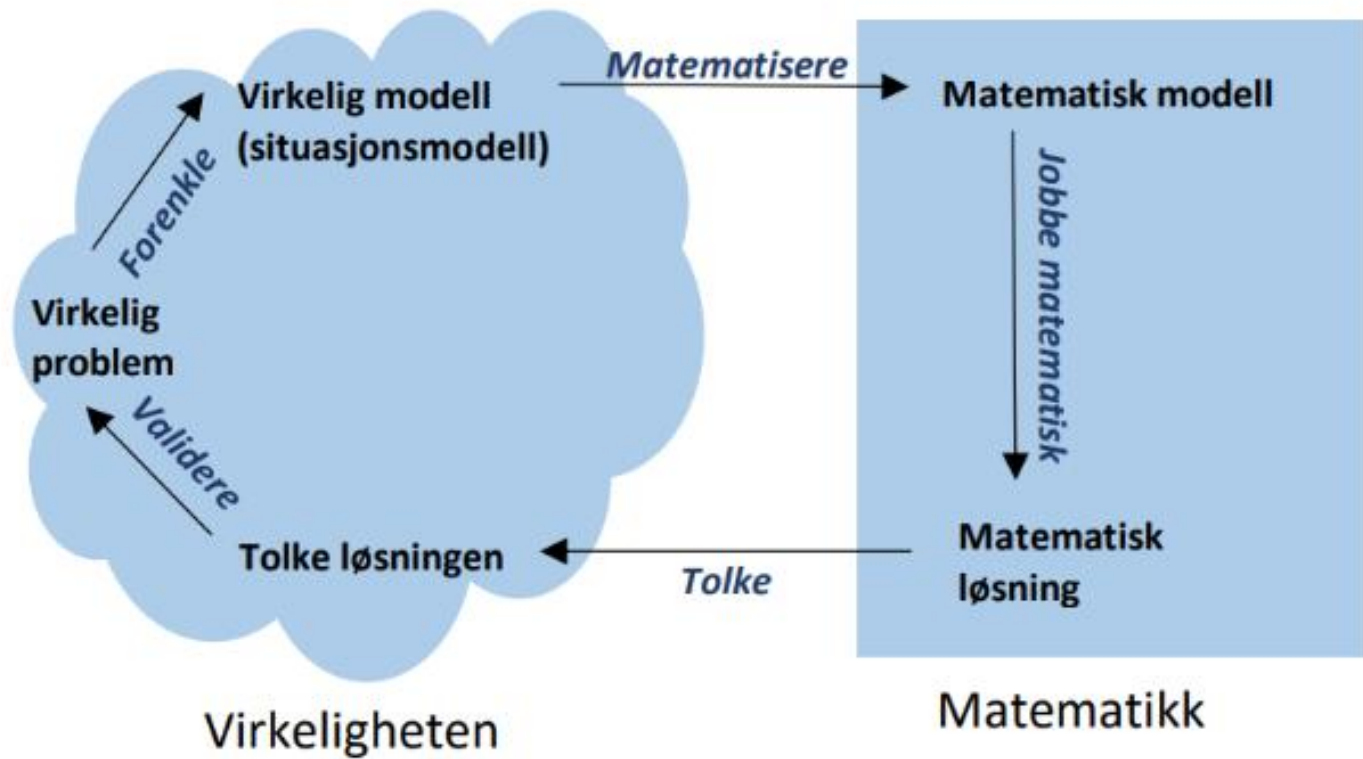 Matematisere
Virkelig modell
(situasjonsmodell)
Matematisk modell
Forenkle
Jobbe matematisk
Virkelig
problem
Validere
Tolke løsningen
Tolke
Matematisk
løsning
Virkeligheten
Matematikk